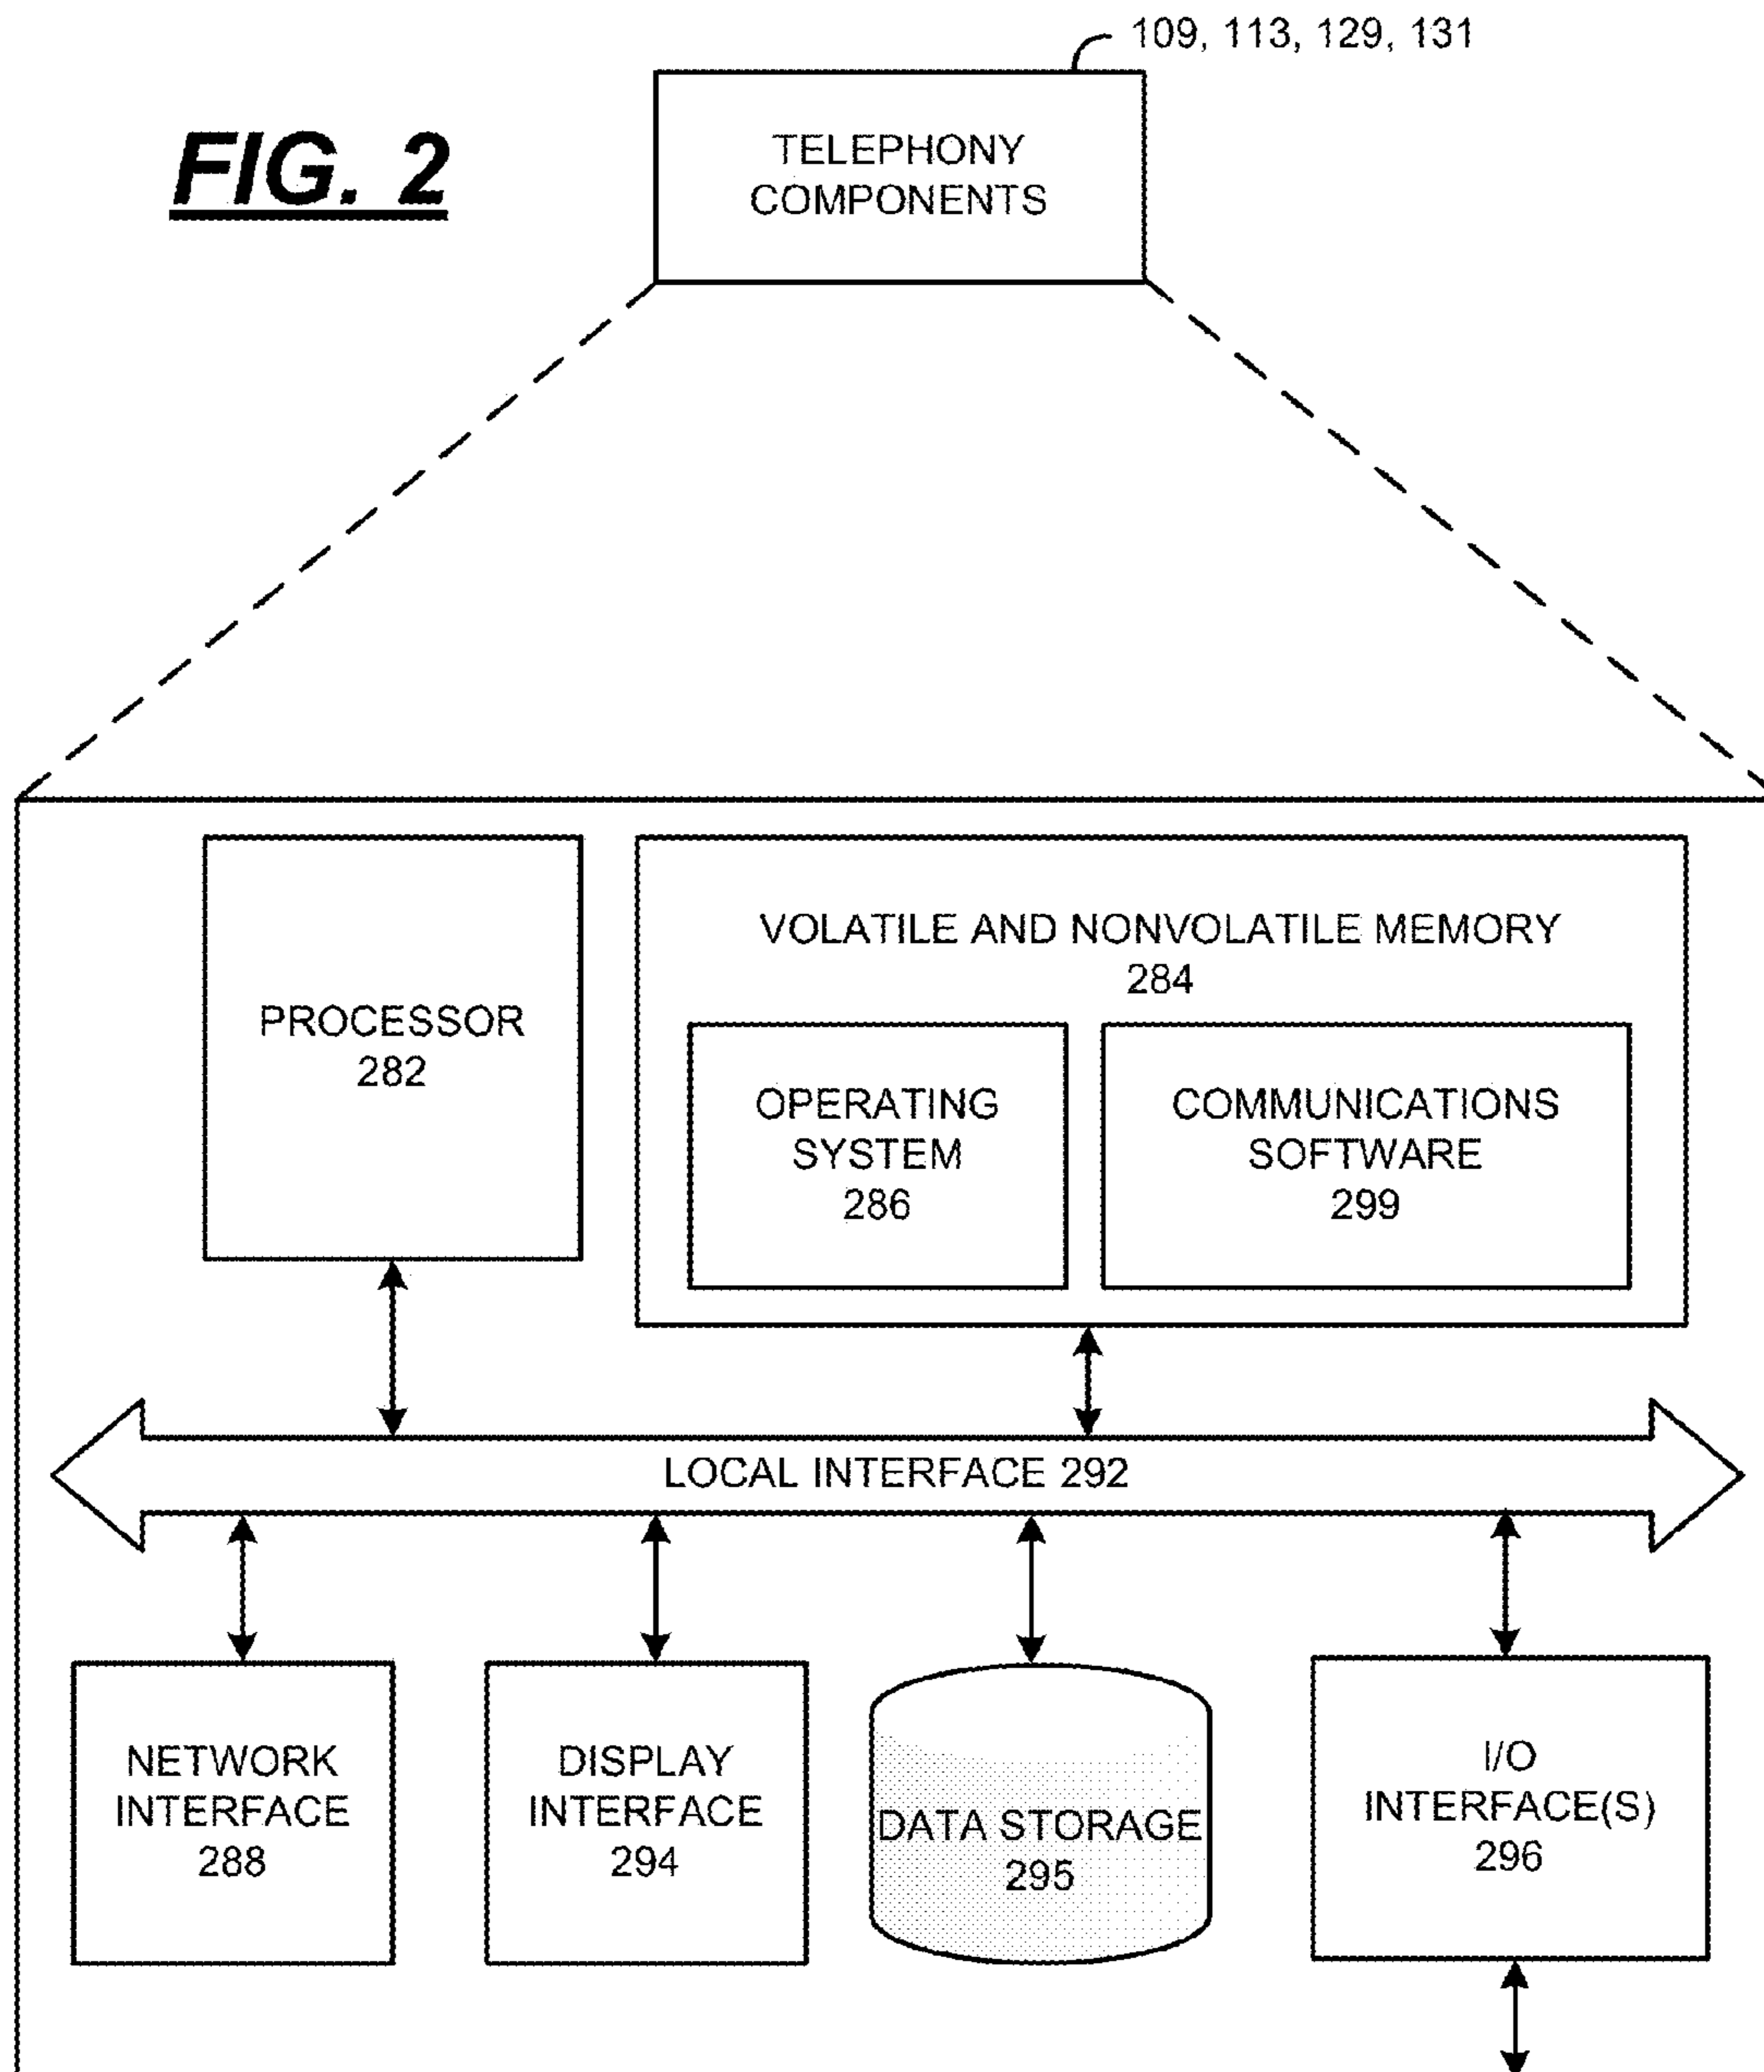 109, 113, 129, 131
FIG. 2
TELEPHONY
COMPONENTS
VOLATILE AND NONVOLATILE MEMORY
284
PROCESSOR
282
OPERATING
SYSTEM
286
COMMUNICATIONS
SOFTWARE
299
LOCAL INTERFACE 292
NETWORK
INTERFACE
288
DISPLAY
INTERFACE
294
DATA STORAGE
295
I/O
INTERFACE(S)
296